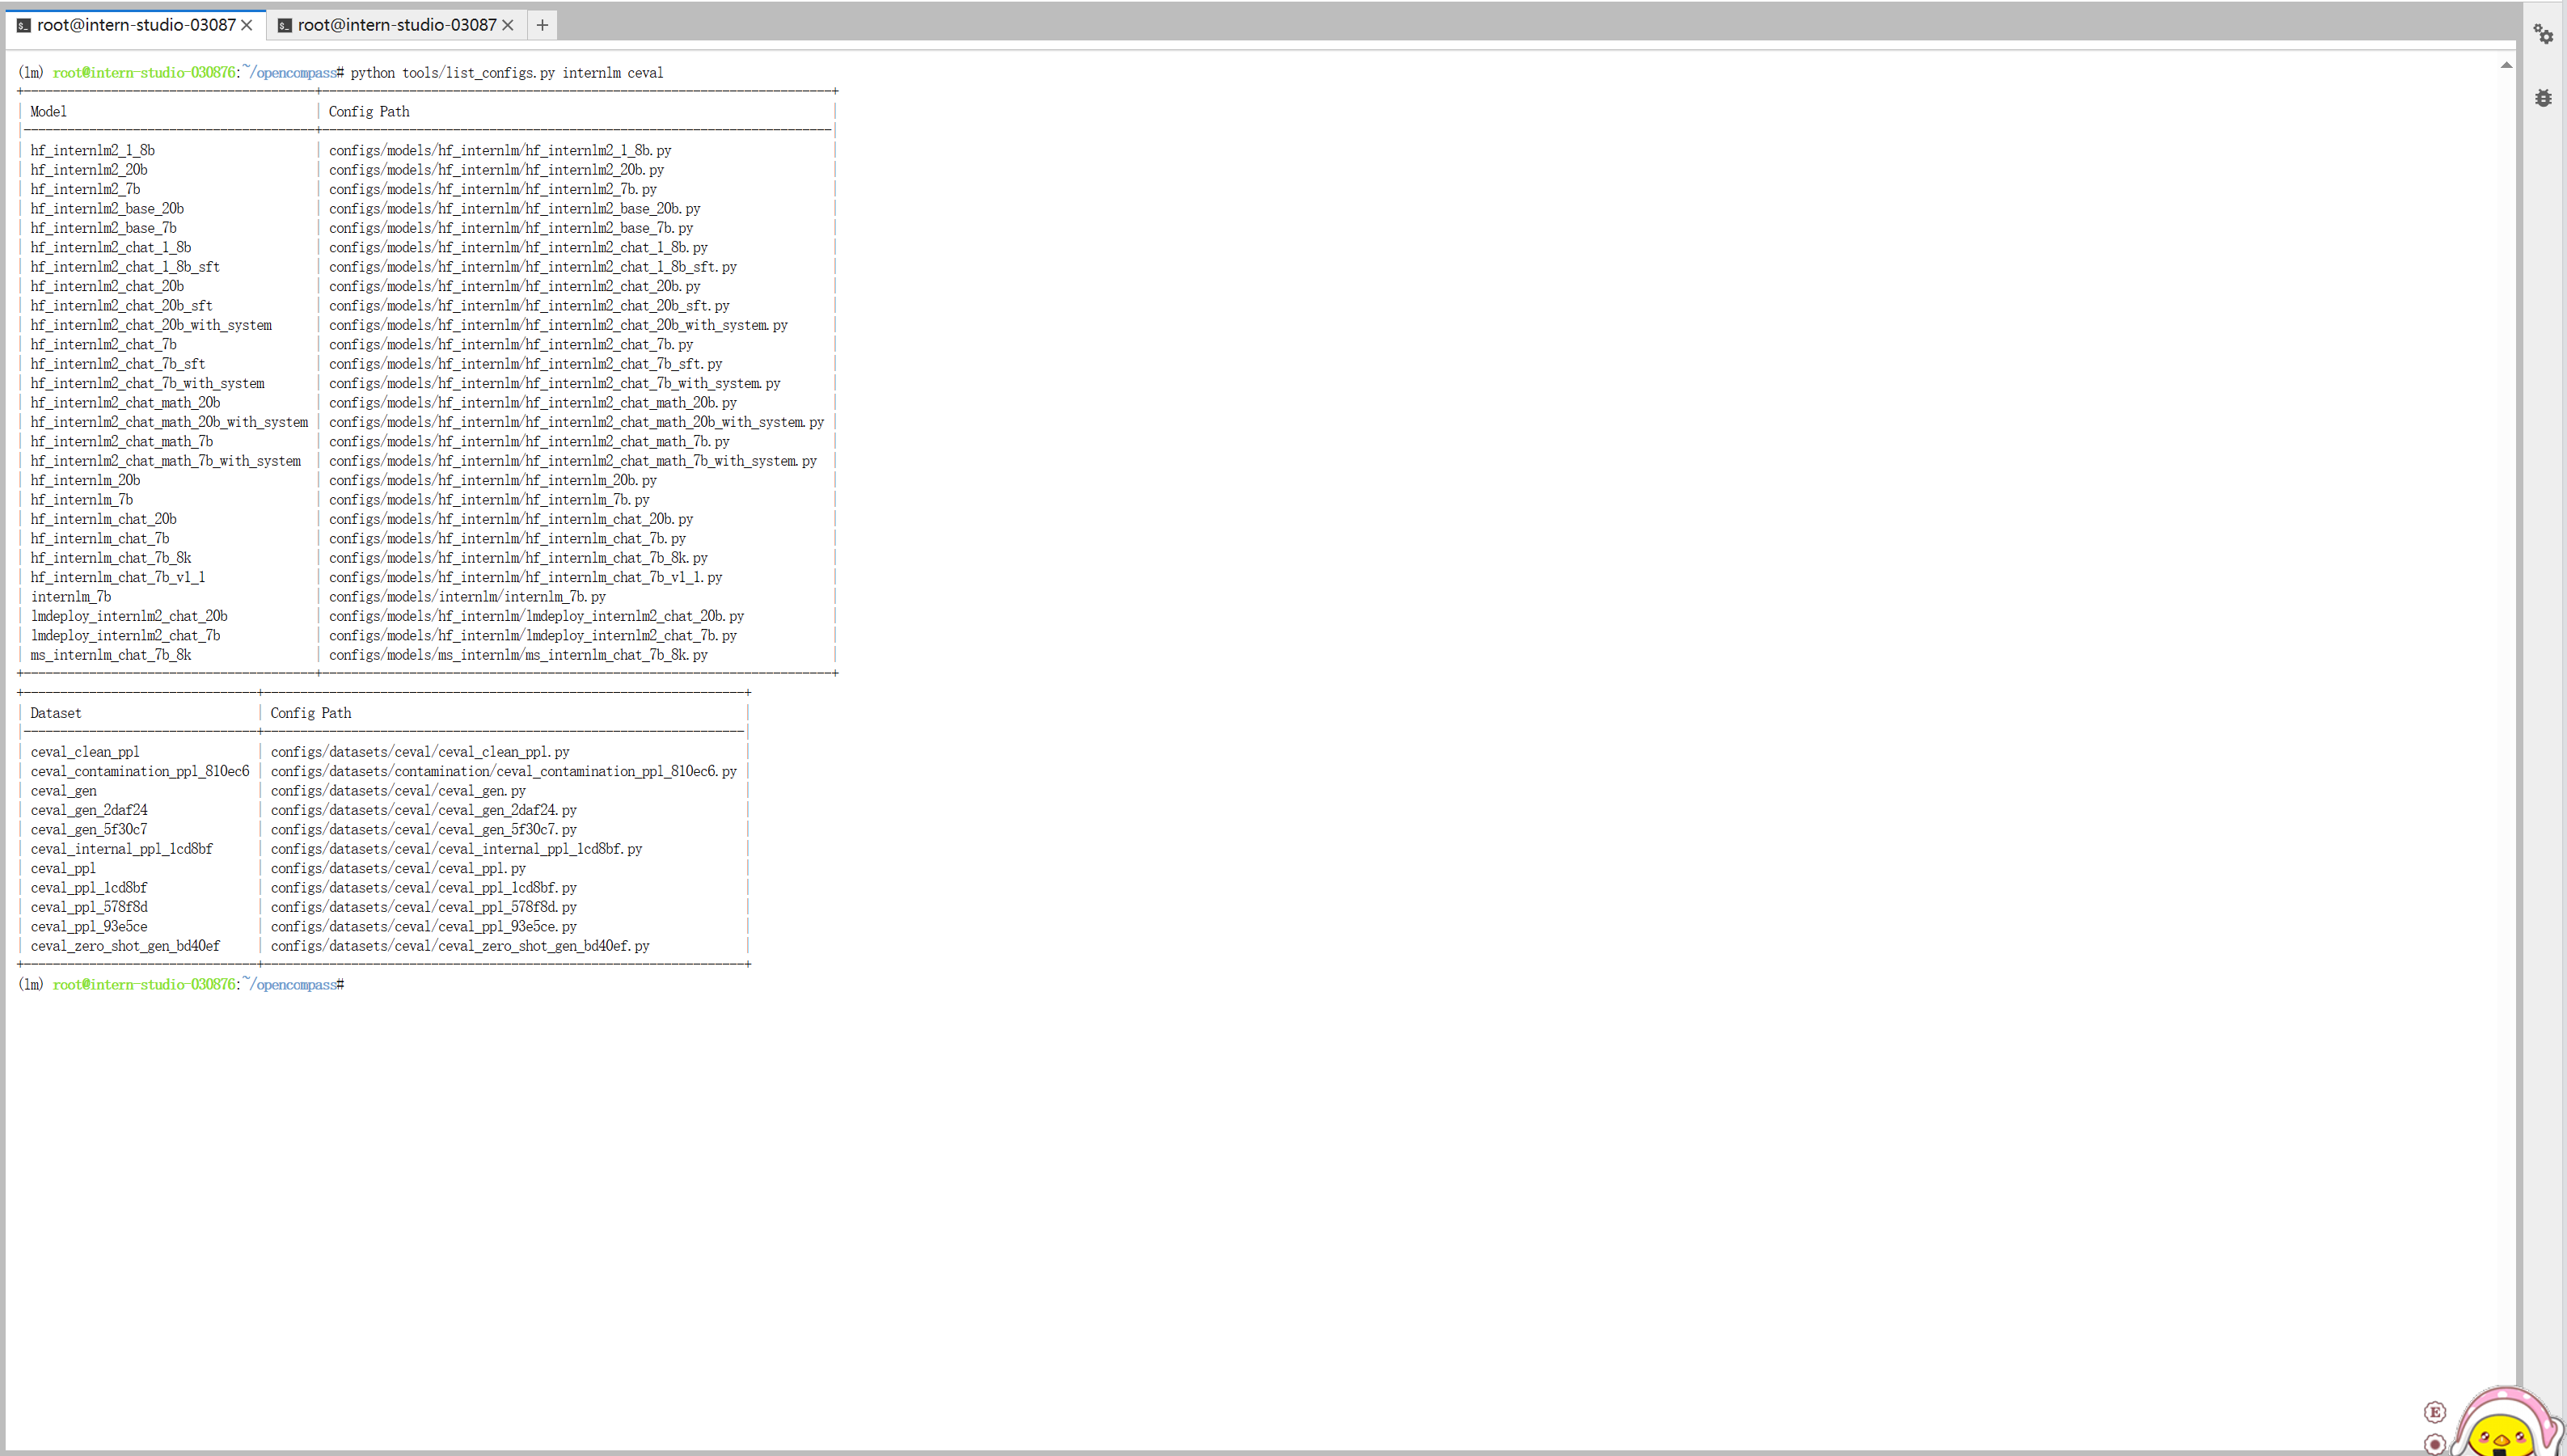 root@intern-studio-03087
root@intern-studio-03087
(lm) root@intern-studio-030876:~/opencompass# python tools/list_configs.py internlm ceval
Model | Config Path
hf_internlm2_1_8b | configs/models/hf_internlm/hf_internlm2_1_8b.py
hf_internlm2_20b | configs/models/hf_internlm/hf_internlm2_20b.py
hf_internlm2_7b | configs/models/hf_internlm/hf_internlm2_7b.py
hf_internlm2_base_20b | configs/models/hf_internlm/hf_internlm2_base_20b.py
hf_internlm2_base_7b | configs/models/hf_internlm/hf_internlm2_base_7b.py
hf_internlm2_chat_1_8b | configs/models/hf_internlm/hf_internlm2_chat_1_8b.py
hf_internlm2_chat_1_8b_sft | configs/models/hf_internlm/hf_internlm2_chat_1_8b_sft.py
hf_internlm2_chat_20b | configs/models/hf_internlm/hf_internlm2_chat_20b.py
hf_internlm2_chat_20b_sft | configs/models/hf_internlm/hf_internlm2_chat_20b_sft.py
hf_internlm2_chat_20b_with_system | configs/models/hf_internlm/hf_internlm2_chat_20b_with_system.py
hf_internlm2_chat_7b | configs/models/hf_internlm/hf_internlm2_chat_7b.py
hf_internlm2_chat_7b_sft | configs/models/hf_internlm/hf_internlm2_chat_7b_sft.py
hf_internlm2_chat_7b_with_system | configs/models/hf_internlm/hf_internlm2_chat_7b_with_system.py
hf_internlm2_chat_math_20b | configs/models/hf_internlm/hf_internlm2_chat_math_20b.py
hf_internlm2_chat_math_20b_with_system | configs/models/hf_internlm/hf_internlm2_chat_math_20b_with_system.py
hf_internlm2_chat_math_7b | configs/models/hf_internlm/hf_internlm2_chat_math_7b.py
hf_internlm2_chat_math_7b_with_system | configs/models/hf_internlm/hf_internlm2_chat_math_7b_with_system.py
hf_internlm_20b | configs/models/hf_internlm/hf_internlm_20b.py
hf_internlm_7b | configs/models/hf_internlm/hf_internlm_7b.py
hf_internlm_chat_20b | configs/models/hf_internlm/hf_internlm_chat_20b.py
hf_internlm_chat_7b | configs/models/hf_internlm/hf_internlm_chat_7b.py
hf_internlm_chat_7b_8k | configs/models/hf_internlm/hf_internlm_chat_7b_8k.py
hf_internlm_chat_7b_v1_1 | configs/models/hf_internlm/hf_internlm_chat_7b_v1_1.py
internlm_7b | configs/models/internlm/internlm_7b.py
lmdeploy_internlm2_chat_20b | configs/models/hf_internlm/lmdeploy_internlm2_chat_20b.py
lmdeploy_internlm2_chat_7b | configs/models/hf_internlm/lmdeploy_internlm2_chat_7b.py
ms_internlm_chat_7b_8k | configs/models/ms_internlm/ms_internlm_chat_7b_8k.py
Dataset | Config Path
ceval_clean_ppl | configs/datasets/ceval/ceval_clean_ppl.py
ceval_contamination_ppl_810ec6 | configs/datasets/contamination/ceval_contamination_ppl_810ec6.py
ceval_gen | configs/datasets/ceval/ceval_gen.py
ceval_gen_2daf24 | configs/datasets/ceval/ceval_gen_2daf24.py
ceval_gen_5f30c7 | configs/datasets/ceval/ceval_gen_5f30c7.py
ceval_internal_ppl_1cd8bf | configs/datasets/ceval/ceval_internal_ppl_1cd8bf.py
ceval_ppl | configs/datasets/ceval/ceval_ppl.py
ceval_ppl_1cd8bf | configs/datasets/ceval/ceval_ppl_1cd8bf.py
ceval_ppl_578f8d | configs/datasets/ceval/ceval_ppl_578f8d.py
ceval_ppl_93e5ce | configs/datasets/ceval/ceval_ppl_93e5ce.py
ceval_zero_shot_gen_bd40ef | configs/datasets/ceval/ceval_zero_shot_gen_bd40ef.py
(lm) root@intern-studio-030876:~/opencompass#
E